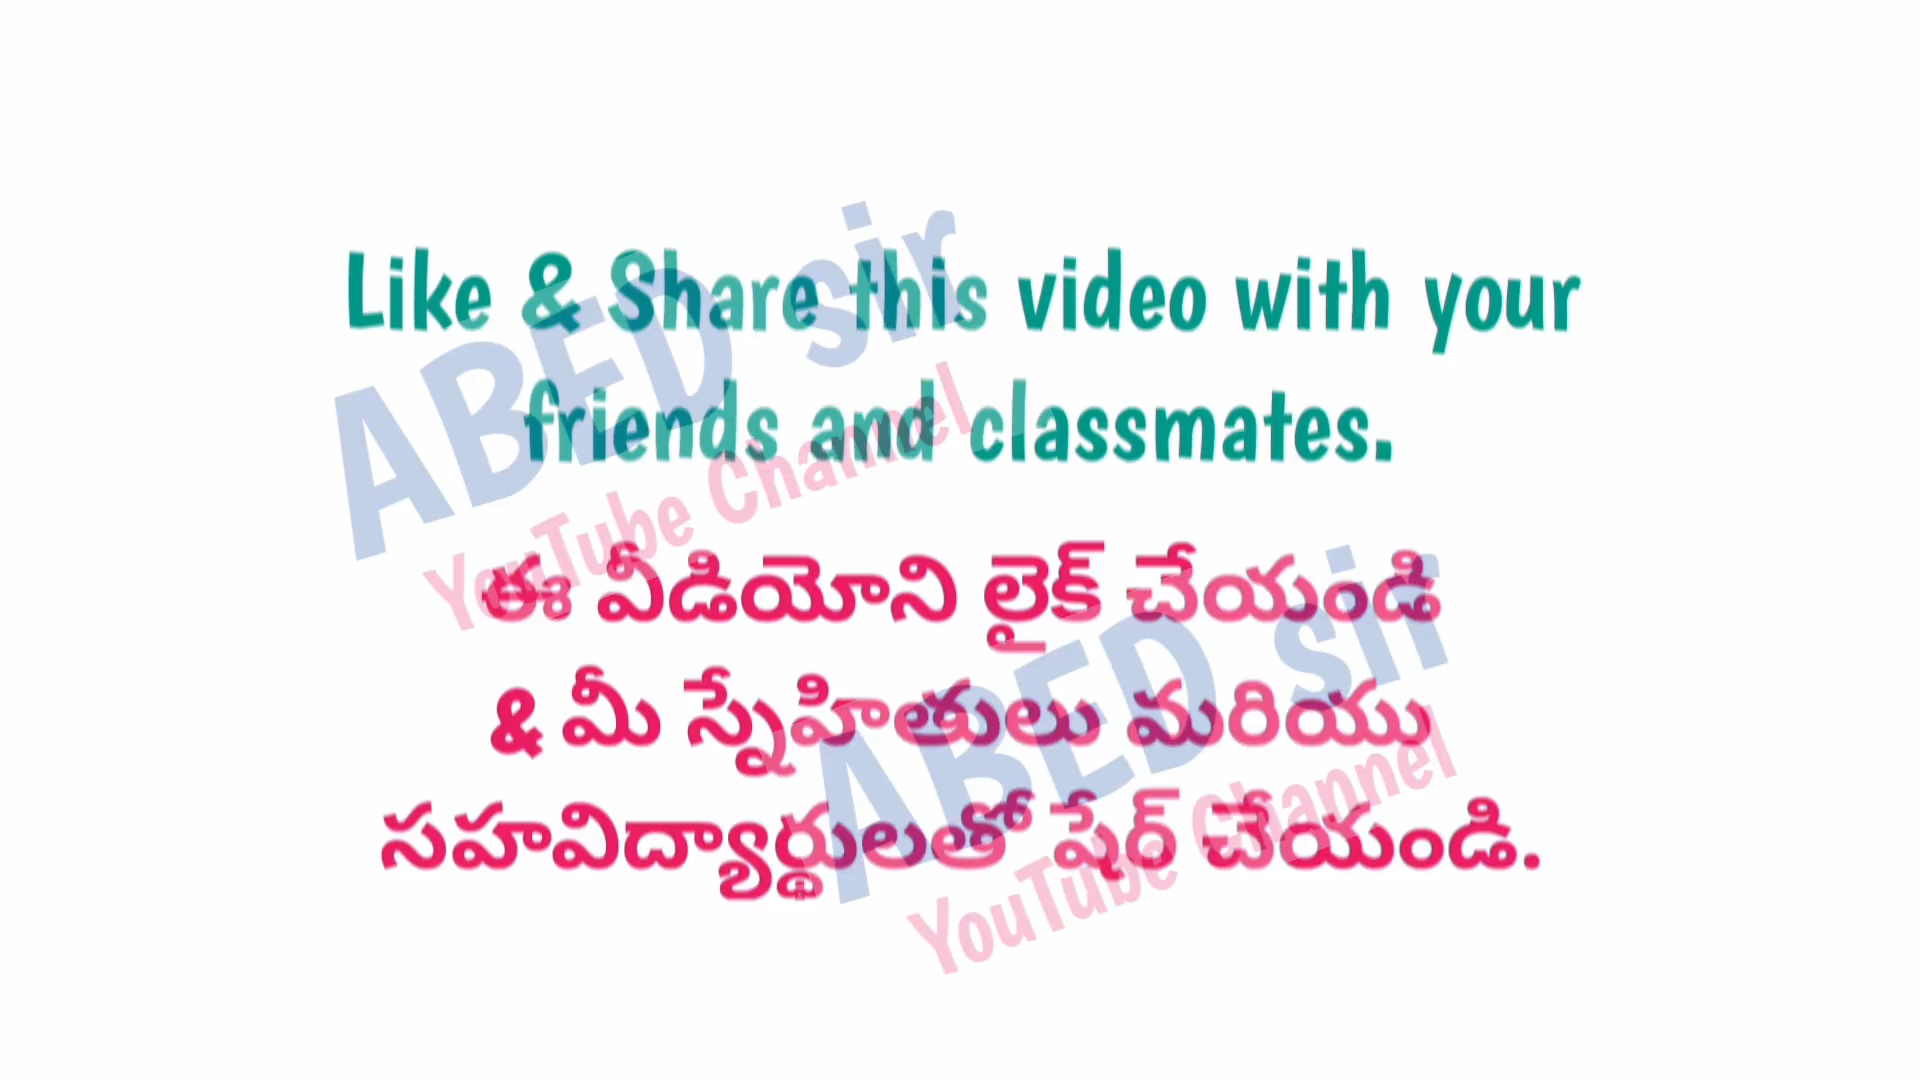 Like & Share this video with your
friends and classmates.
ఈ వీడియోని లైక్ చేయండి
& మీ స్నేహితులు మరియు
సహవిద్యార్థులతో షేర్ చేయండి.
ABED sir
YouTube Channel
ABED sir
YouTube Channel